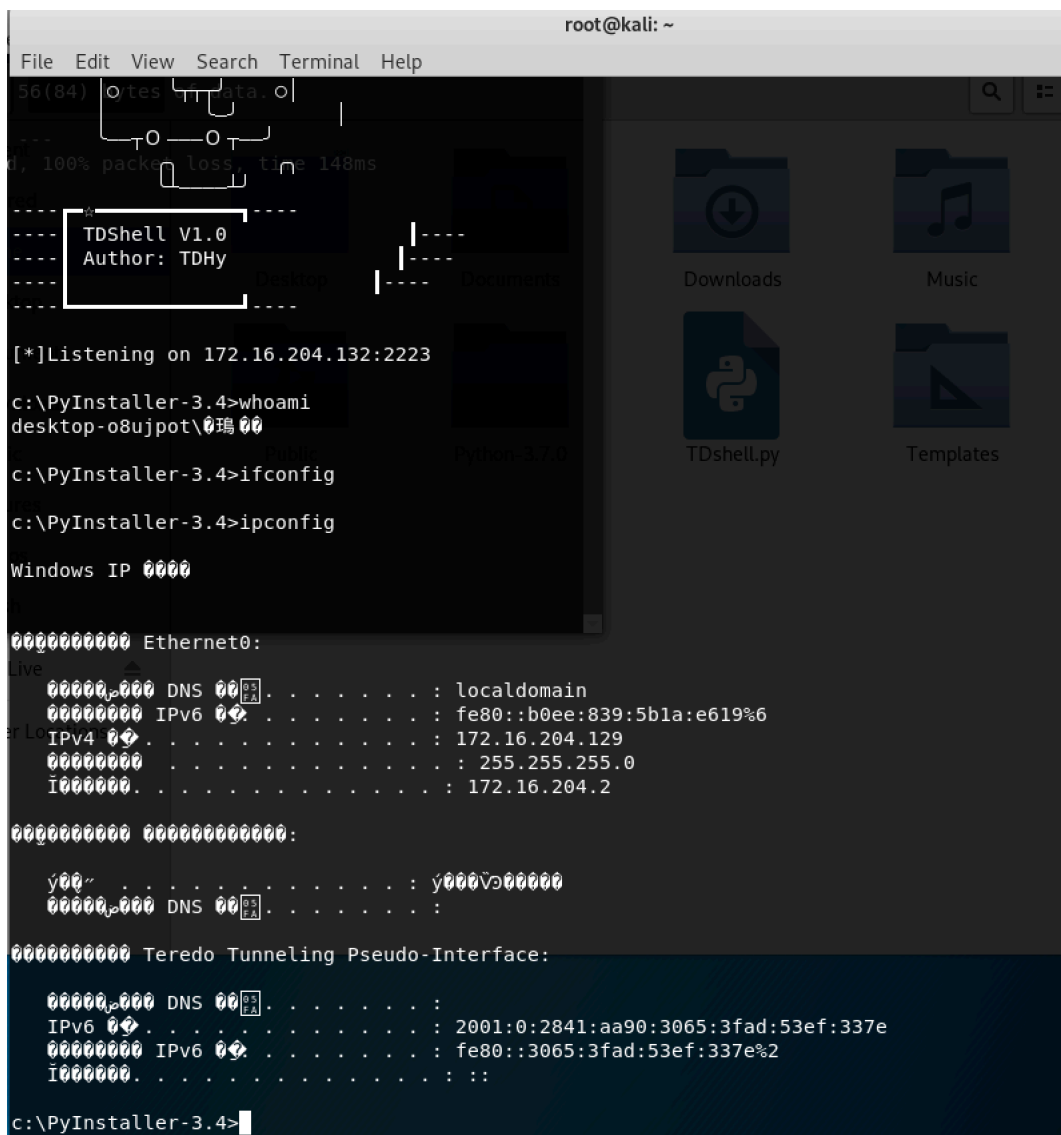 root@kali: ~
File Edit View Search Terminal Help
56(84) bytes of data.
d, 100% packet loss, time 148ms
---- ☆ ----
---- TDShell V1.0 ----
---- Author: TDHy ----
---- ----
---- ----
Desktop Documents Downloads Music
[*]Listening on 172.16.204.132:2223
c:\PyInstaller-3.4>whoami
desktop-o8ujpot\�瑦��
Public Python-3.7.0 TDshell.py Templates
c:\PyInstaller-3.4>ifconfig
c:\PyInstaller-3.4>ipconfig
Windows IP ����
Ethernet0:
Live
DNS . . . . . . . : localdomain
IPv6 . . . . . . . . : fe80::b0ee:839:5b1a:e619%6
IPv4 . . . . . . . . . . . . : 172.16.204.129
. . . . . . . . . . . . : 255.255.255.0
. . . . . . . . . . . . . : 172.16.204.2
DNS . . . . . . . :
Teredo Tunneling Pseudo-Interface:
DNS . . . . . . . :
IPv6 . . . . . . . . . . . . : 2001:0:2841:aa90:3065:3fad:53ef:337e
IPv6 . . . . . . . . : fe80::3065:3fad:53ef:337e%2
. . . . . . . . . . . . . : ::
c:\PyInstaller-3.4>